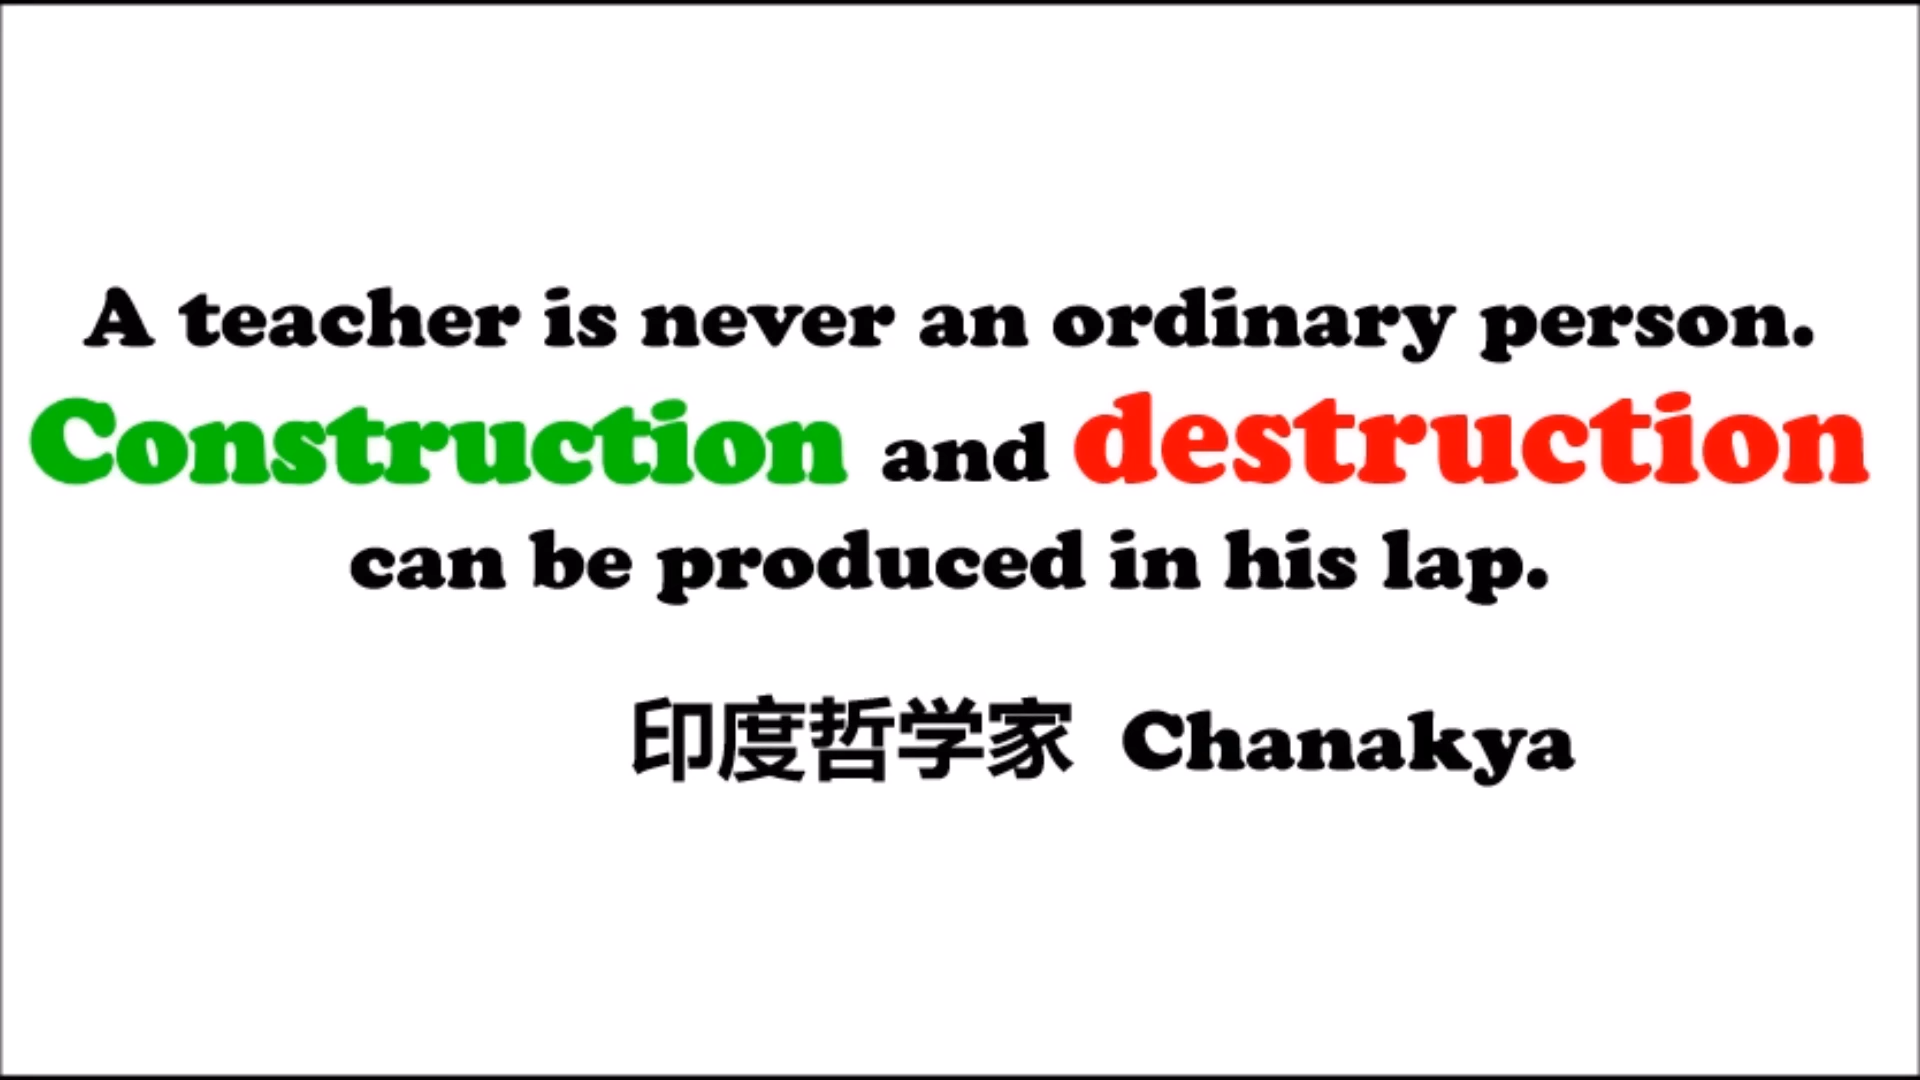 A teacher is never an ordinary person.
Construction and destruction
can be produced in his lap.
印度哲学家 Chanakya